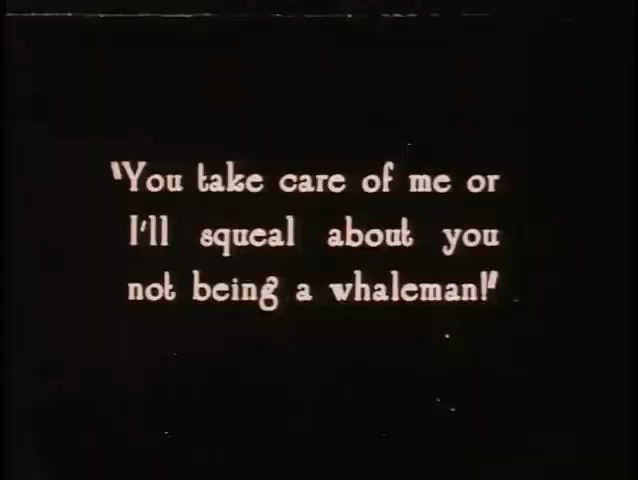 "You take care of me or
I'll squeal about you
not being a whaleman!"